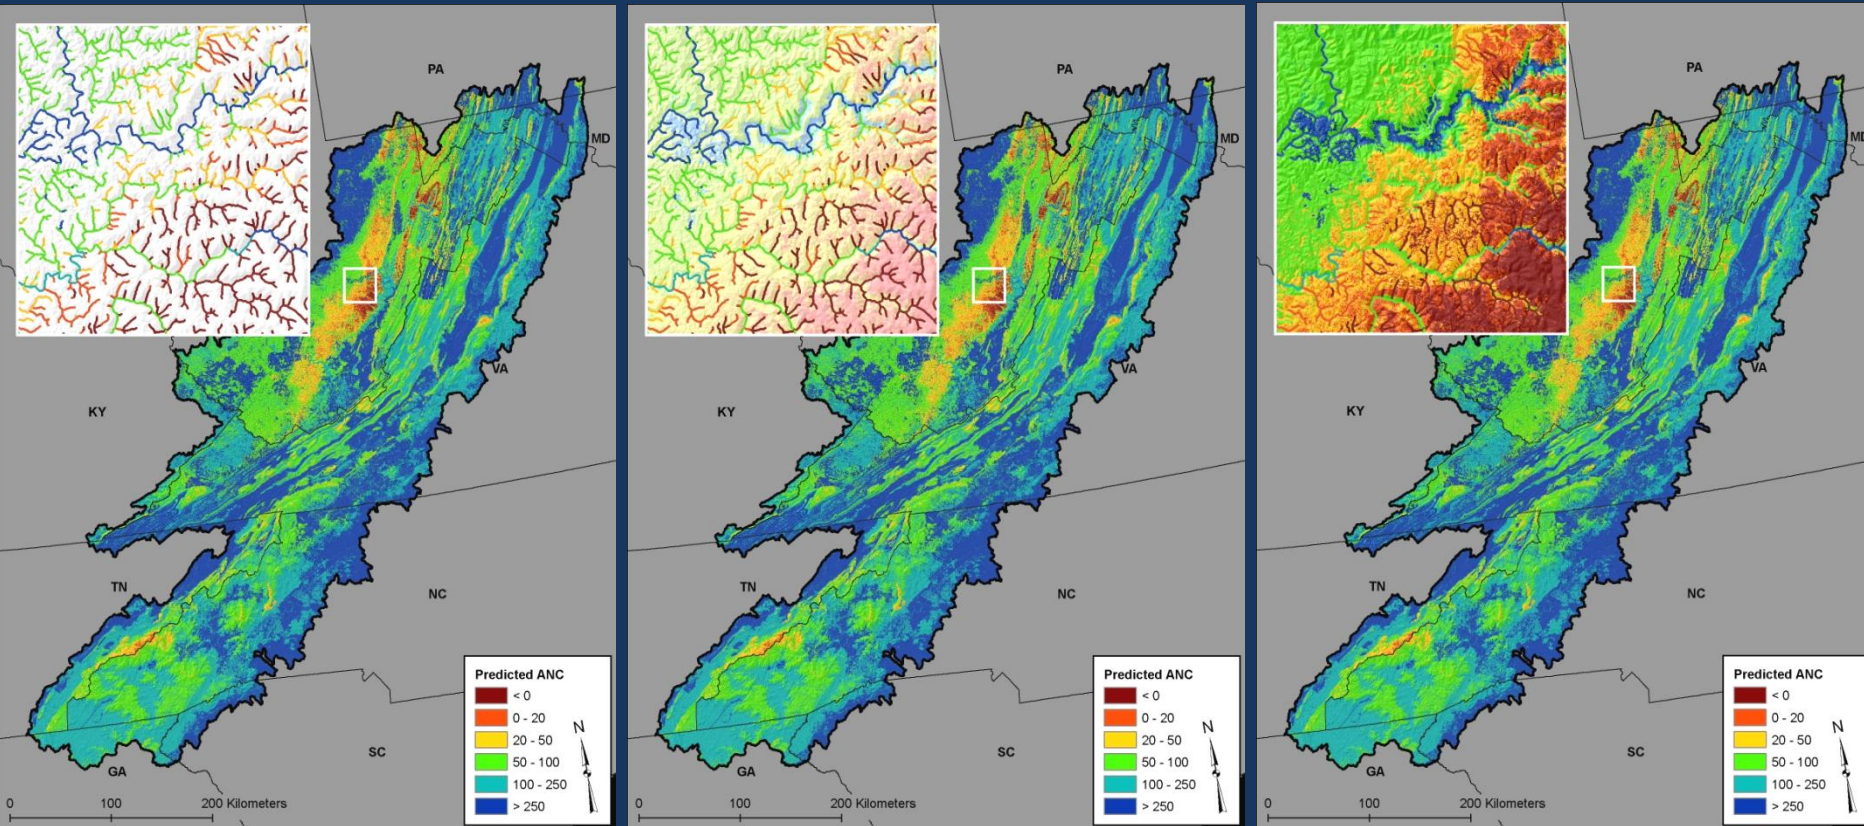 PA
MD
VA
KY
TN
NC
SC
GA
Predicted ANC
< 0
0 - 20
20 - 50
50 - 100
100 - 250
> 250
N
0 100 200 Kilometers
PA
MD
VA
KY
TN
NC
SC
GA
Predicted ANC
< 0
0 - 20
20 - 50
50 - 100
100 - 250
> 250
N
0 100 200 Kilometers
PA
MD
VA
KY
TN
NC
SC
GA
Predicted ANC
< 0
0 - 20
20 - 50
50 - 100
100 - 250
> 250
N
0 100 200 Kilometers